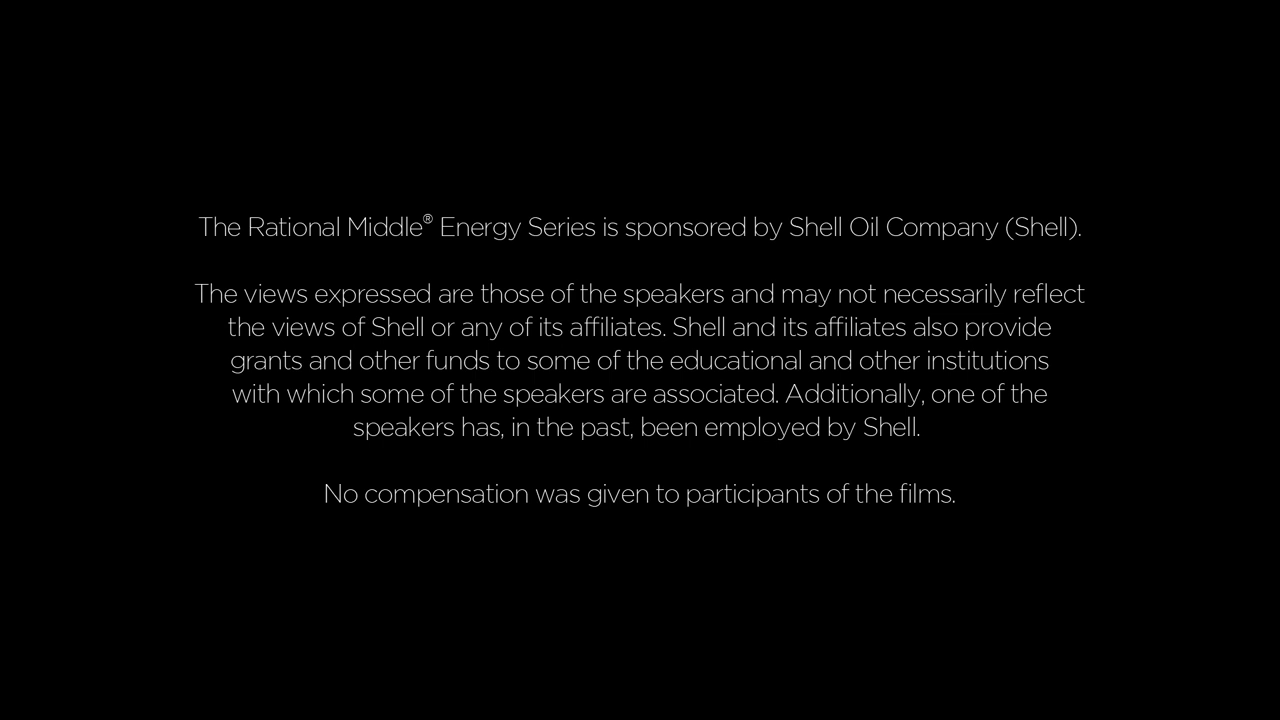 The Rational Middle® Energy Series is sponsored by Shell Oil Company (Shell).
The views expressed are those of the speakers and may not necessarily reflect
the views of Shell or any of its affiliates. Shell and its affiliates also provide
grants and other funds to some of the educational and other institutions
with which some of the speakers are associated. Additionally, one of the
speakers has, in the past, been employed by Shell.
No compensation was given to participants of the films.